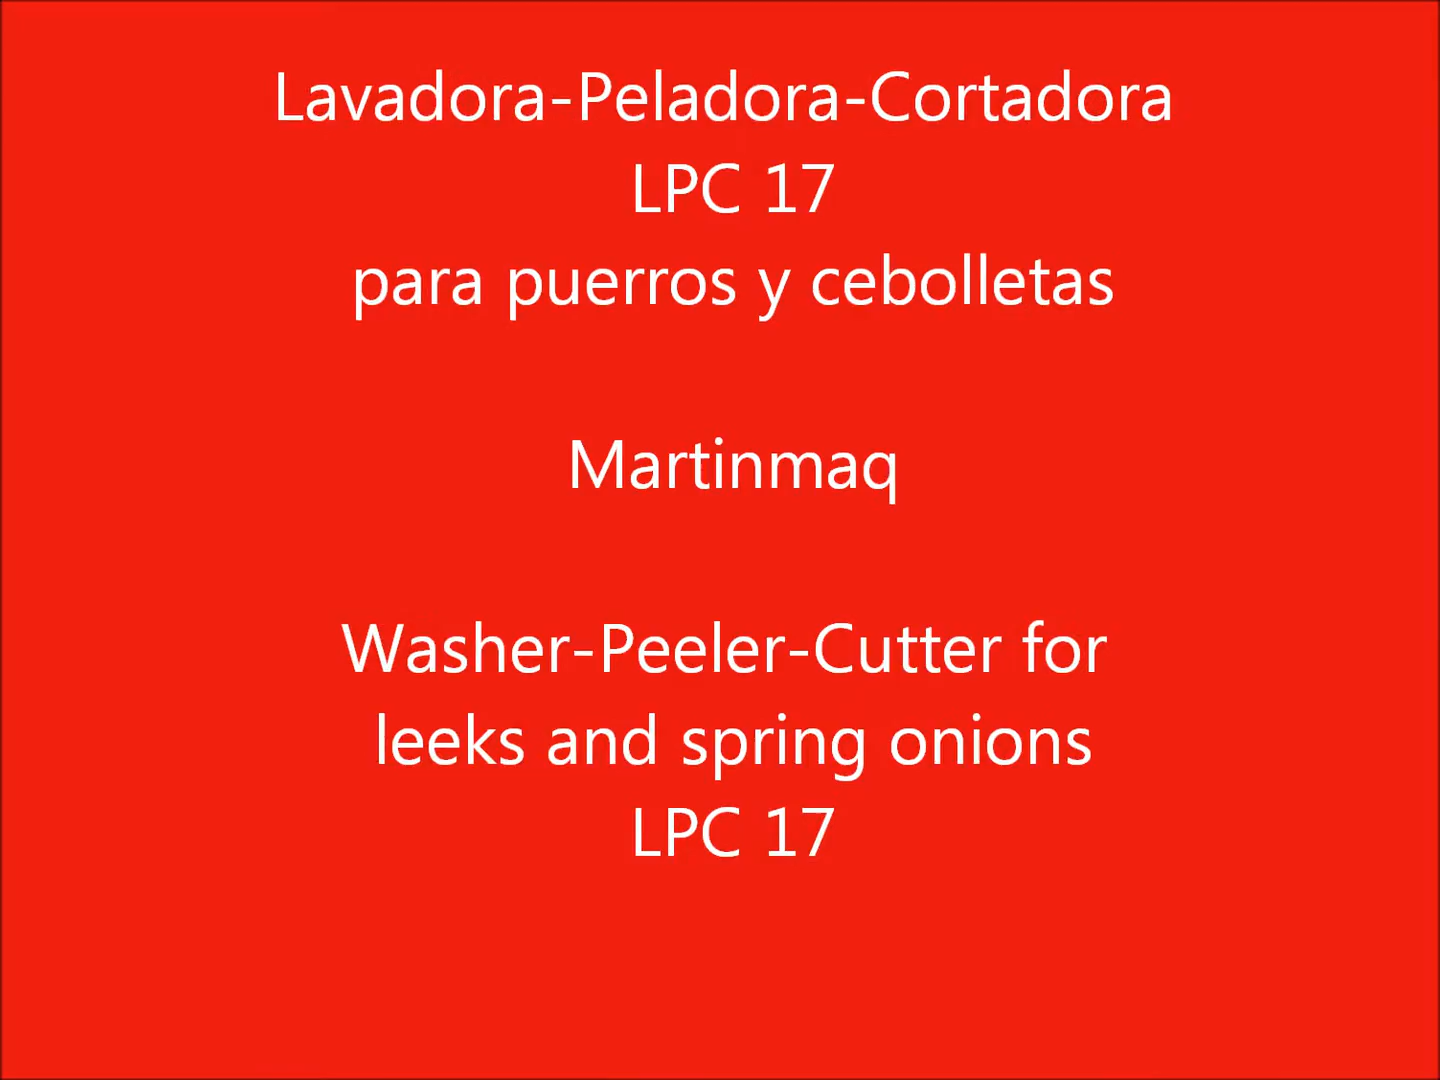 Lavadora-Peladora-Cortadora
LPC 17
para puerros y cebolletas
Martinmaq
Washer-Peeler-Cutter for
leeks and spring onions
LPC 17